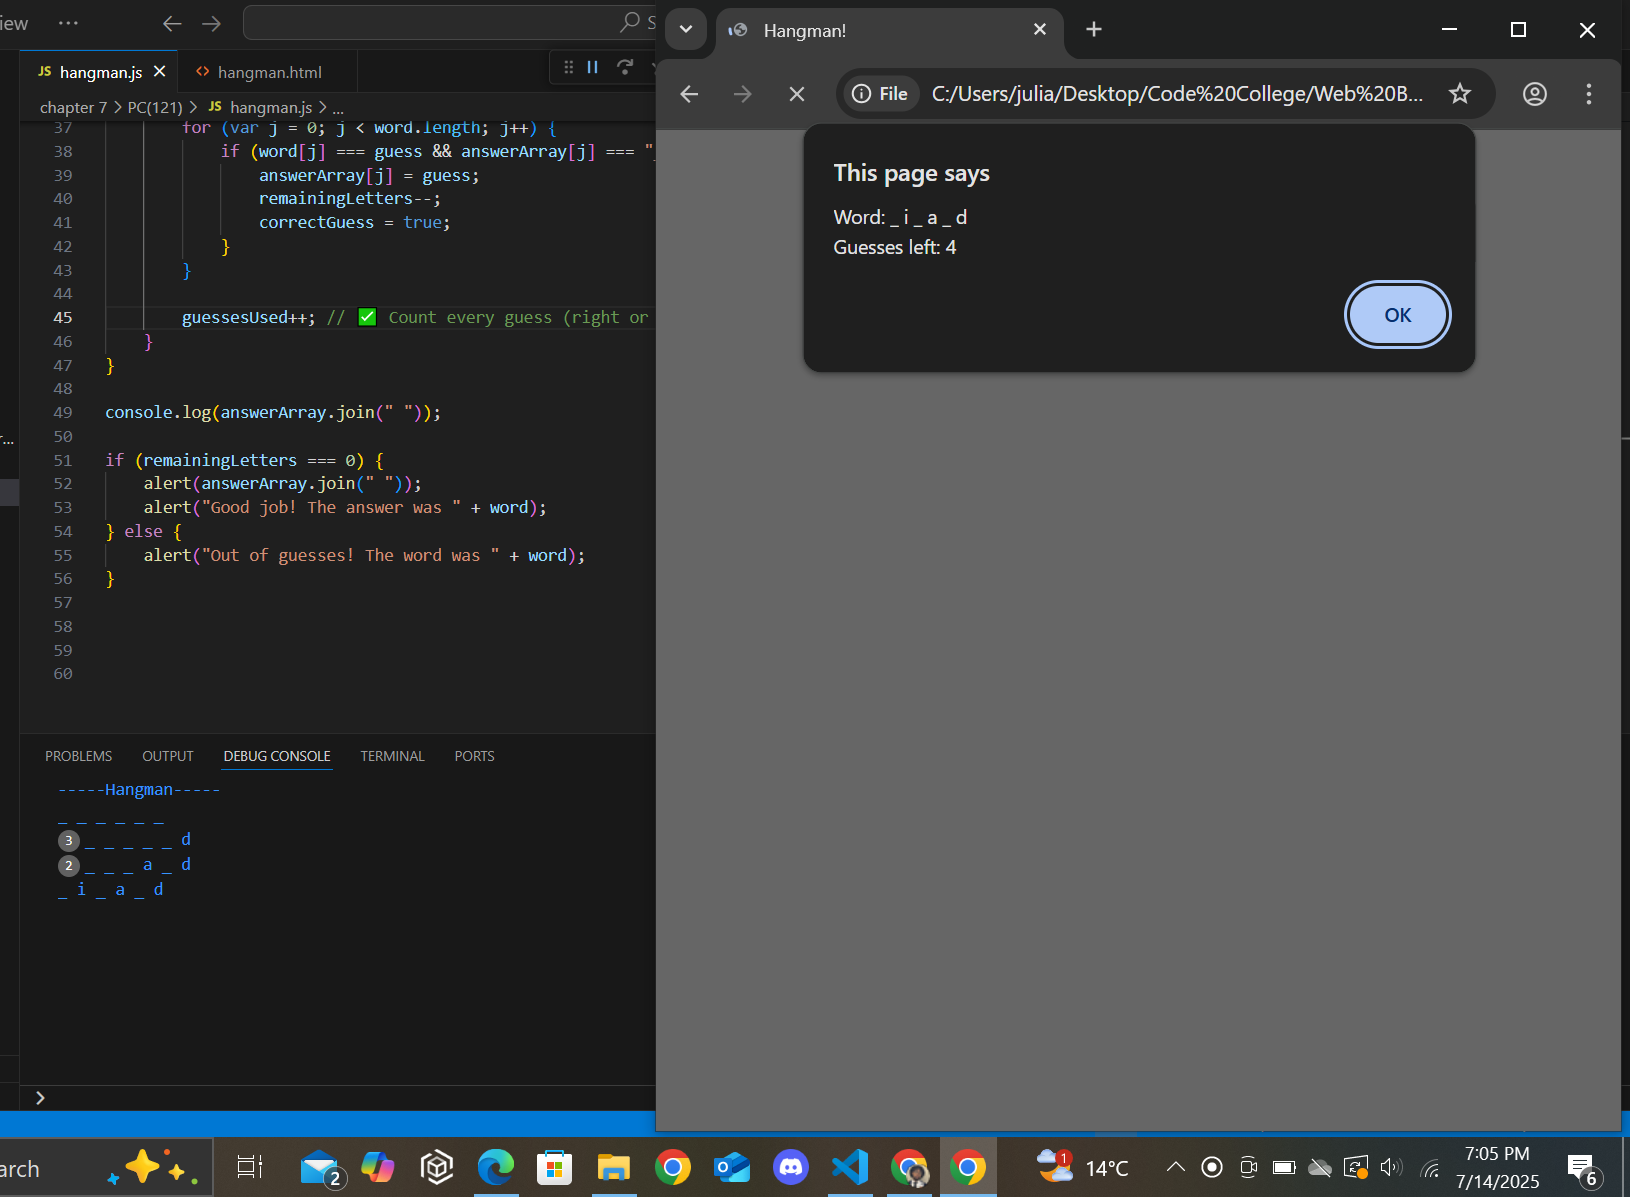 iew ···
hangman.js
hangman.html
chapter 7 > PC(121) > JS hangman.js > ...
37 for (var j = 0; j < word.length; j++) {
38 if (word[j] === guess && answerArray[j] === "_
39 answerArray[j] = guess;
40 remainingLetters--;
41 correctGuess = true;
42 }
43 }
44
45 guessesUsed++; // ✅ Count every guess (right or
46 }
47 }
48
49 console.log(answerArray.join(" "));
50
51 if (remainingLetters === 0) {
52 alert(answerArray.join(" "));
53 alert("Good job! The answer was " + word);
54 } else {
55 alert("Out of guesses! The word was " + word);
56 }
57
58
59
60
PROBLEMS OUTPUT DEBUG CONSOLE TERMINAL PORTS
-----Hangman-----
_ _ _ _ _ _
3 _ _ _ _ _ d
2 _ _ _ a _ d
_ i _ a _ d
>
Hangman!
File C:/Users/julia/Desktop/Code%20College/Web%20B...
This page says
Word: _ i _ a _ d
Guesses left: 4
OK
arch
2
1
14°C
7:05 PM
7/14/2025
6